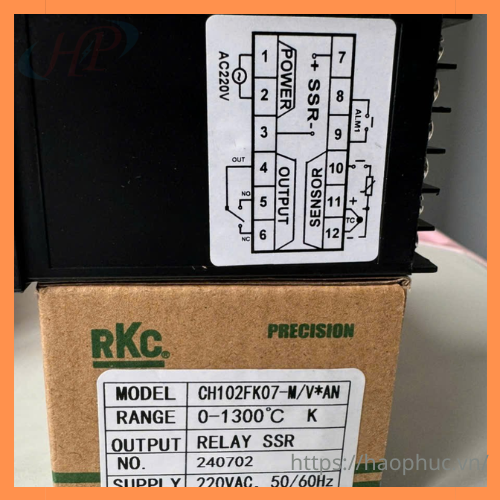 HP
AC220V
1
2
3
4
5
6
POWER
OUTPUT
OUT
NO
NC
+ SSR -
SENSOR
7
8
9
10
11
12
ALM1
+
TC
RKC®
PRECISION
MODEL CH102FK07-M/V*AN
RANGE 0-1300℃ K
OUTPUT RELAY SSR
NO. 240702
SUPPLY 220VAC. 50/60Hz
https://haophuc.vn/